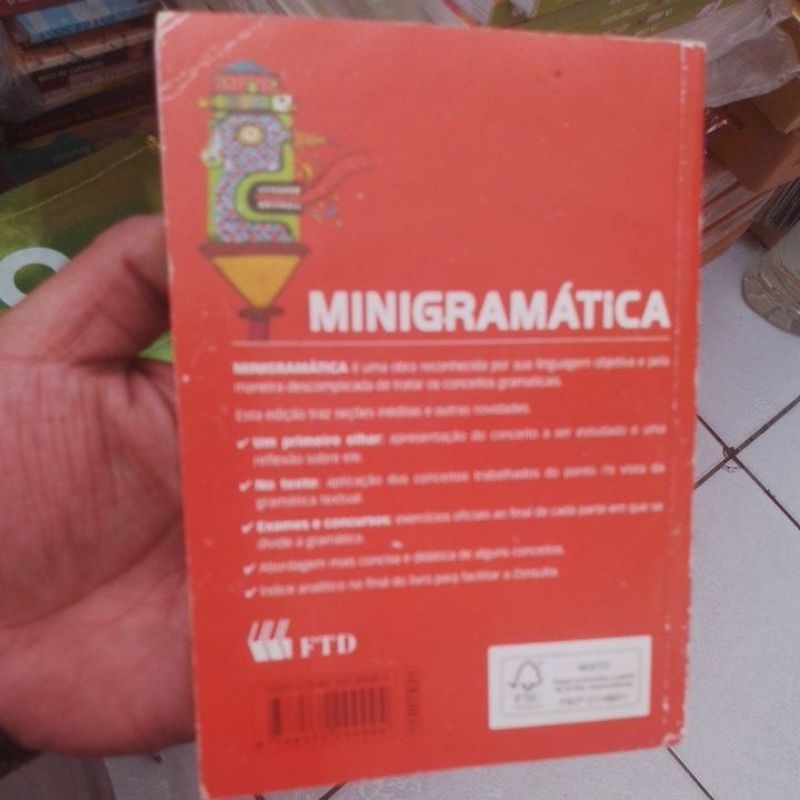 MINIGRAMÁTICA
MINIGRAMÁTICA é uma obra reconhecida por sua linguagem objetiva e pela
maneira descomplicada de tratar os conceitos gramaticais.
Esta edição traz seções inéditas e outras novidades.
✔ Um primeiro olhar: apresentação do conceito a ser estudado e uma
reflexão sobre ele.
✔ No texto: aplicação dos conceitos trabalhados do ponto de vista da
gramática textual.
✔ Exames e concursos: exercícios oficiais ao final de cada parte em que se
divide a gramática.
✔ Abordagem mais concisa e didática de alguns conceitos.
✔ Índice analítico no final do livro para facilitar a consulta.
FTD
FSC
MISTO